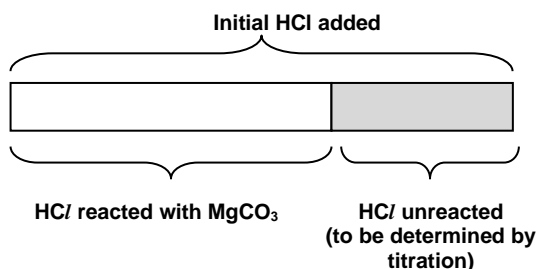 Initial HCl added
HCl reacted with MgCO₃
HCl unreacted
(to be determined by
titration)